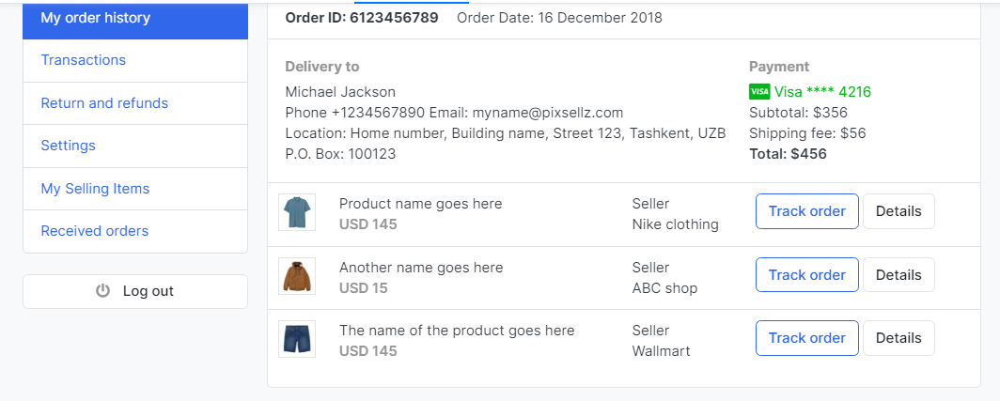 My order history
Transactions
Return and refunds
Settings
My Selling Items
Received orders
Log out
Order ID: 6123456789 Order Date: 16 December 2018
Delivery to
Michael Jackson
Phone +1234567890 Email: myname@pixsellz.com
Location: Home number, Building name, Street 123, Tashkent, UZB
P.O. Box: 100123
Payment
VISA Visa **** 4216
Subtotal: $356
Shipping fee: $56
Total: $456
Product name goes here
USD 145
Seller
Nike clothing
Track order Details
Another name goes here
USD 15
Seller
ABC shop
Track order Details
The name of the product goes here
USD 145
Seller
Wallmart
Track order Details